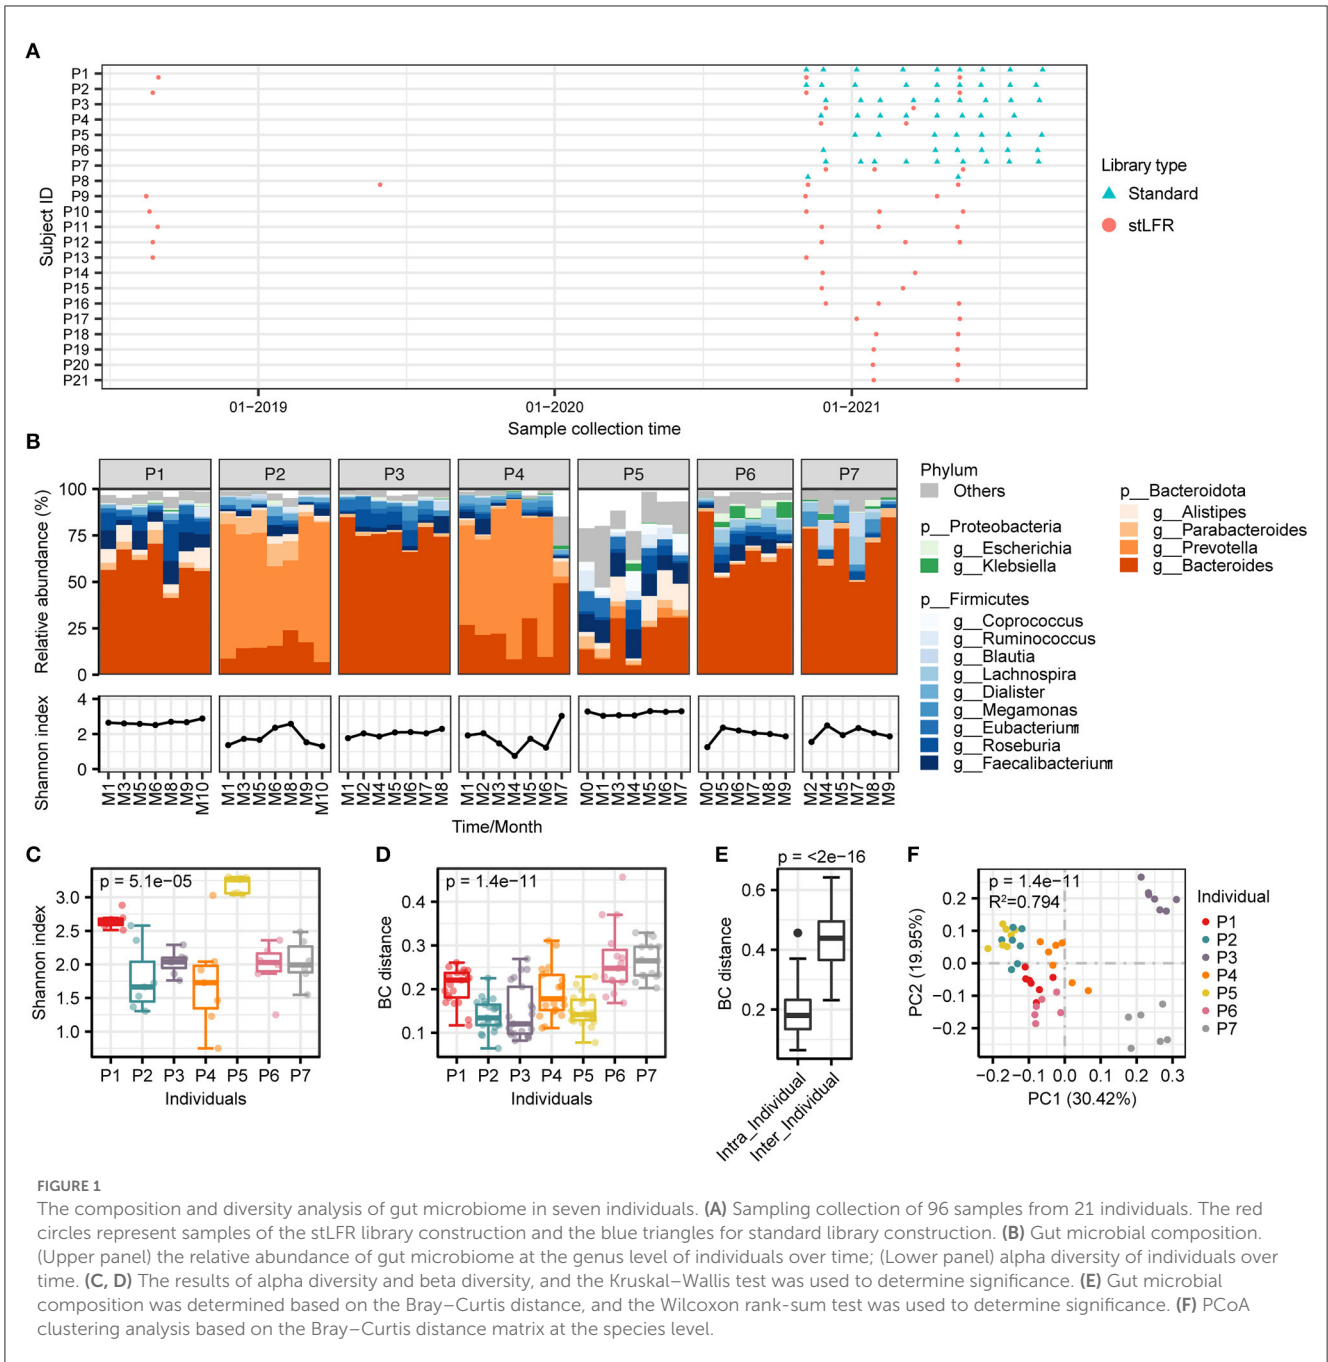 A
P1
P2
P3
P4
P5
P6
P7
P8
P9
P10
P11
P12
P13
P14
P15
P16
P17
P18
P19
P20
P21
Subject ID
01−2019
01−2020
01−2021
Sample collection time
Library type
Standard
stLFR
B
P1 P2 P3 P4 P5 P6 P7
100
75
50
25
0
Relative abundance (%)
4
2
0
Shannon index
M1 M3 M5 M6 M8 M9 M10
M1 M3 M5 M6 M8 M9 M10
M1 M2 M4 M5 M6 M7 M8
M1 M2 M3 M4 M5 M6 M7
M0 M1 M3 M4 M5 M6 M7
M0 M5 M6 M7 M8 M9
M2 M4 M5 M7 M8 M9
Time/Month
Phylum
Others
p__Proteobacteria
g__Escherichia
g__Klebsiella
p__Firmicutes
g__Coprococcus
g__Ruminococcus
g__Blautia
g__Lachnospira
g__Dialister
g__Megamonas
g__Eubacterium
g__Roseburia
g__Faecalibacterium
p__Bacteroidota
g__Alistipes
g__Parabacteroides
g__Prevotella
g__Bacteroides
C
p = 5.1e−05
3.0
2.5
2.0
1.5
1.0
Shannon index
P1 P2 P3 P4 P5 P6 P7
Individuals
D
p = 1.4e−11
0.4
0.3
0.2
0.1
BC distance
P1 P2 P3 P4 P5 P6 P7
Individuals
E
p = <2e−16
0.6
0.4
0.2
BC distance
Intra_Individual
Inter_Individual
F
p = 1.4e−11
R²=0.794
0.2
0.1
0.0
−0.1
−0.2
PC2 (19.95%)
−0.2 −0.1 0.0 0.1 0.2 0.3
PC1 (30.42%)
Individual
P1
P2
P3
P4
P5
P6
P7
FIGURE 1
The composition and diversity analysis of gut microbiome in seven individuals. (A) Sampling collection of 96 samples from 21 individuals. The red
circles represent samples of the stLFR library construction and the blue triangles for standard library construction. (B) Gut microbial composition.
(Upper panel) the relative abundance of gut microbiome at the genus level of individuals over time; (Lower panel) alpha diversity of individuals over
time. (C, D) The results of alpha diversity and beta diversity, and the Kruskal–Wallis test was used to determine significance. (E) Gut microbial
composition was determined based on the Bray–Curtis distance, and the Wilcoxon rank-sum test was used to determine significance. (F) PCoA
clustering analysis based on the Bray–Curtis distance matrix at the species level.